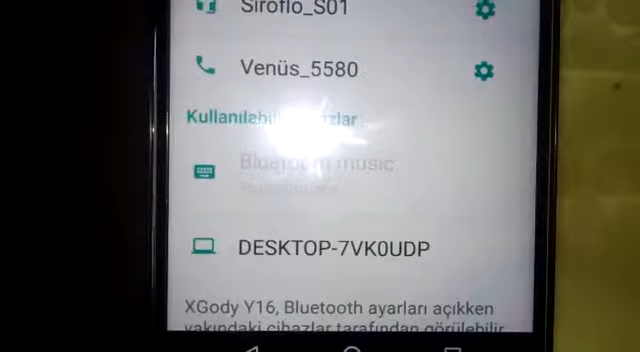 Siroflo_S01
Venüs_5580
Kullanılabilir cihazlar
Bluetooth music
DESKTOP-7VK0UDP
XGody Y16, Bluetooth ayarları açıkken
yakındaki cihazlar tarafından görülebilir